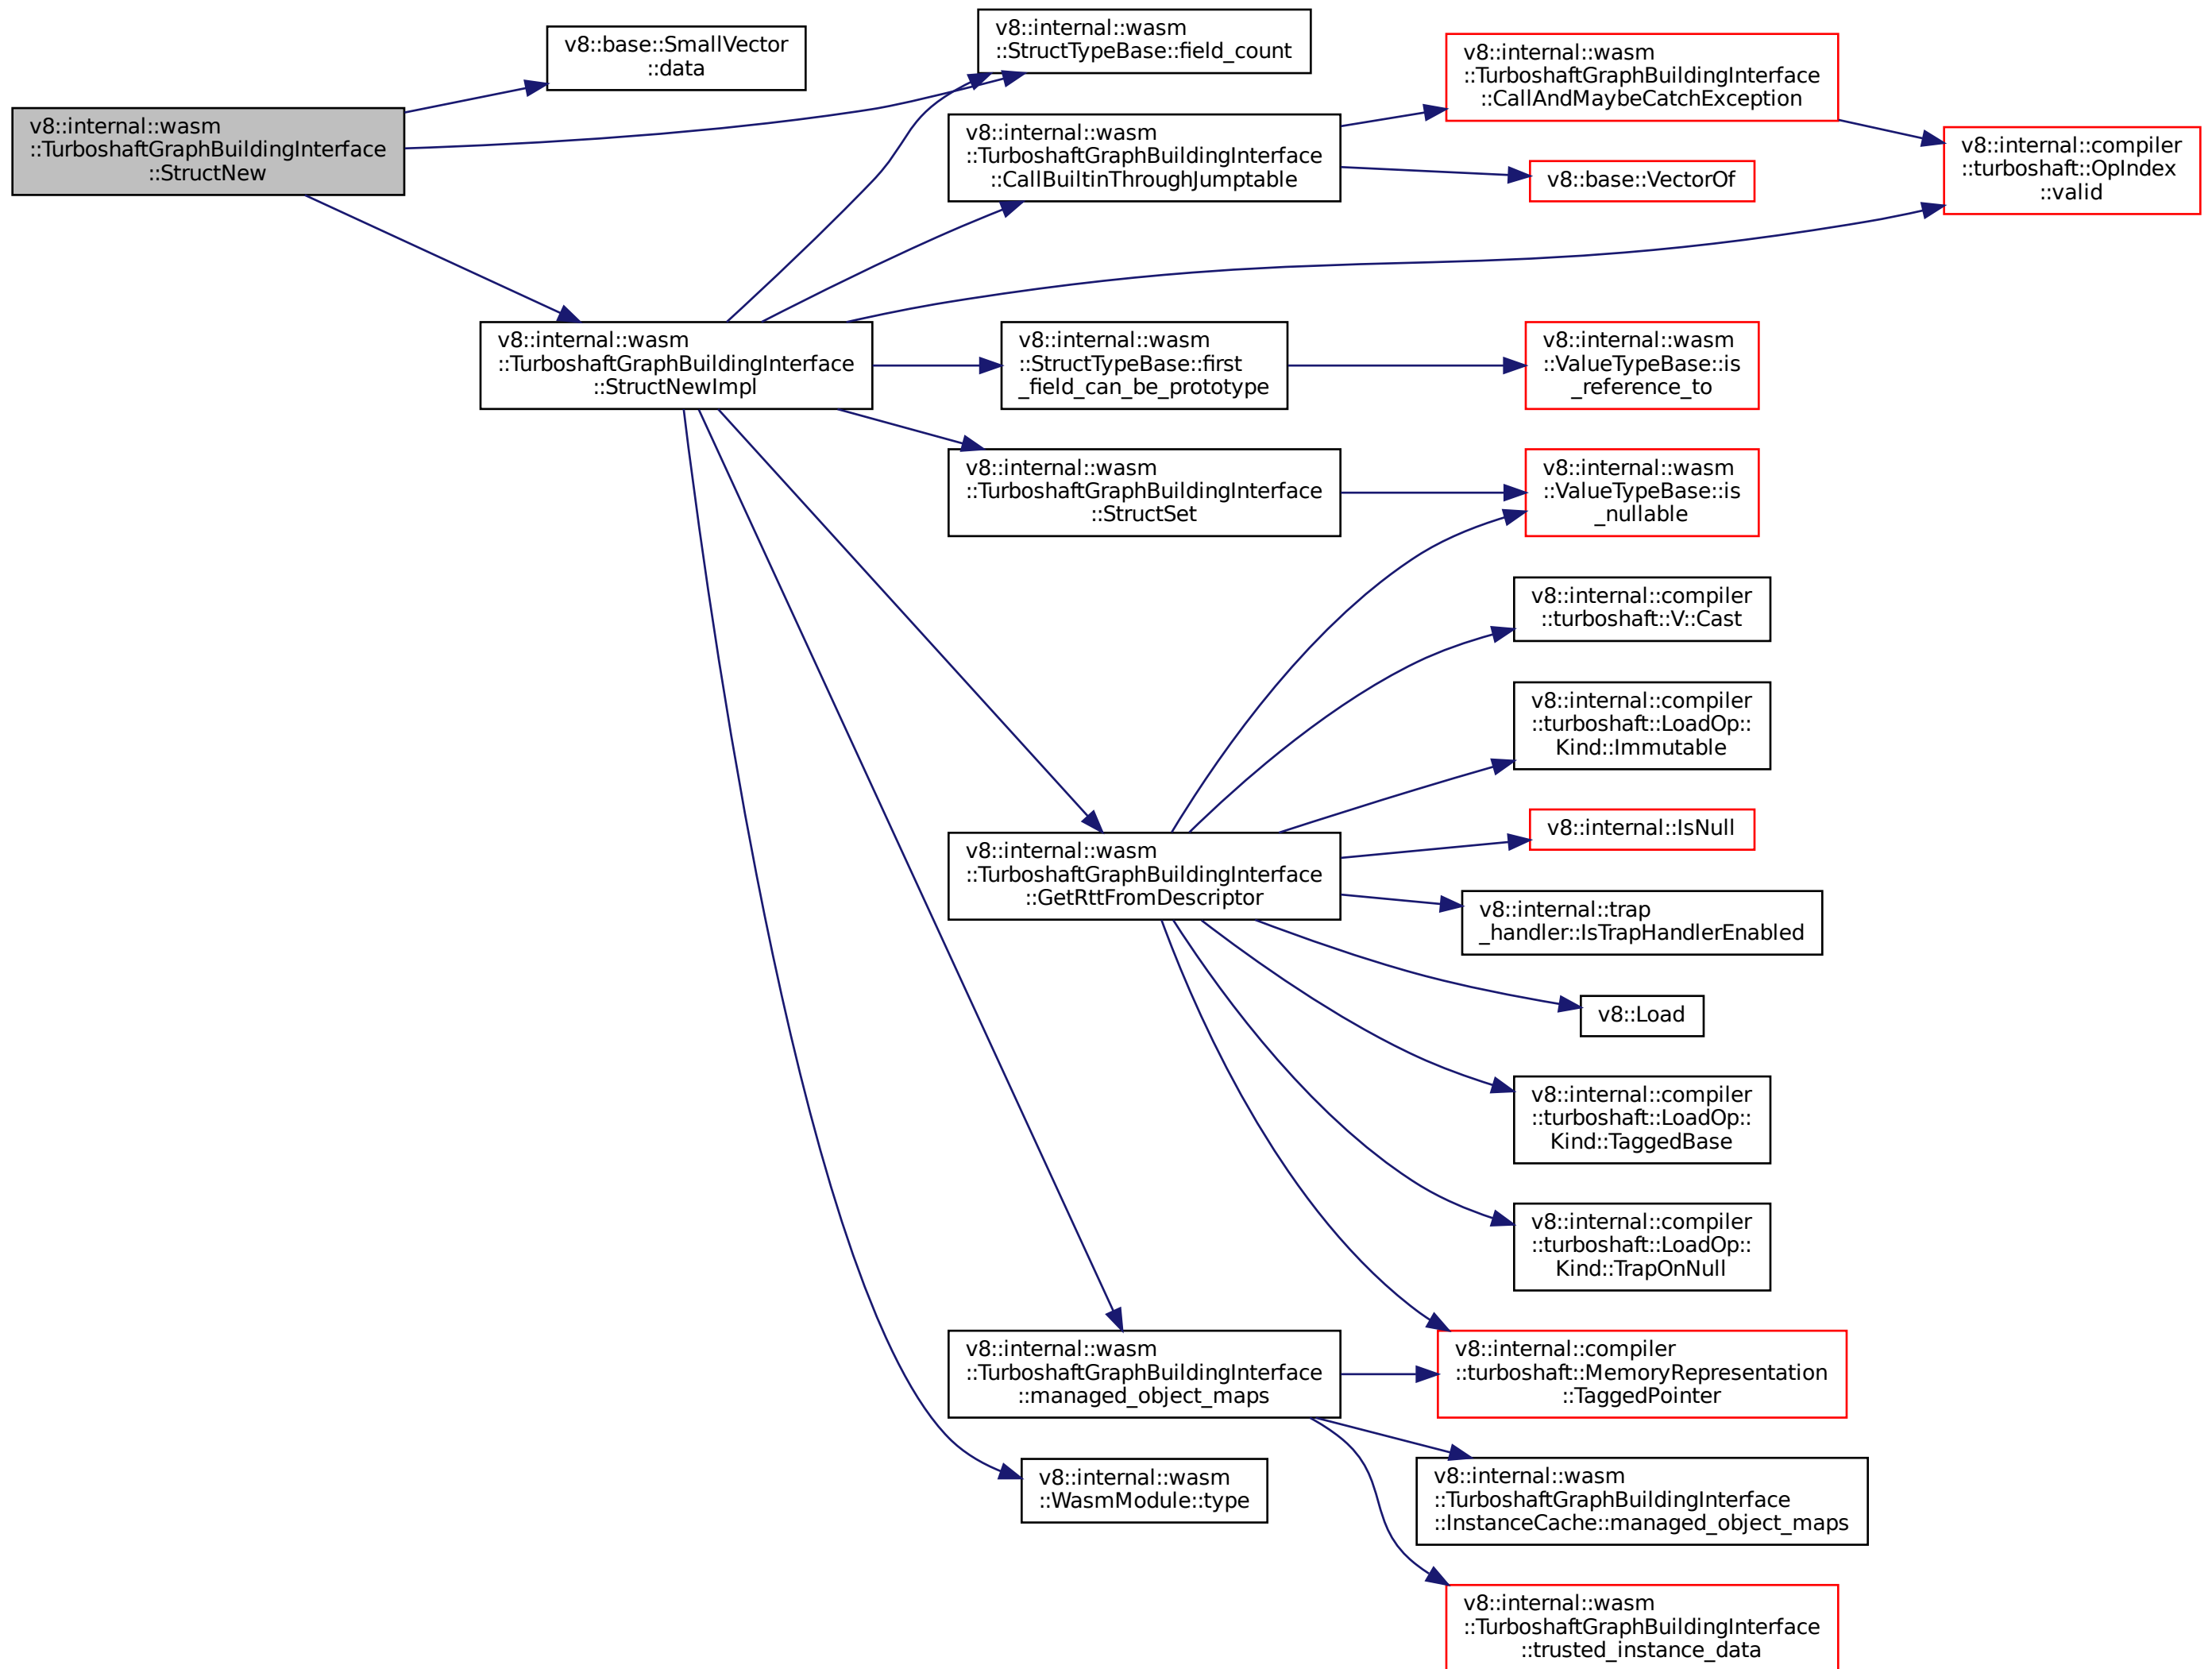 v8::internal::wasm
::TurboshaftGraphBuildingInterface
::StructNew
v8::base::SmallVector
::data
v8::internal::wasm
::StructTypeBase::field_count
v8::internal::wasm
::TurboshaftGraphBuildingInterface
::StructNewImpl
v8::internal::wasm
::TurboshaftGraphBuildingInterface
::CallBuiltinThroughJumptable
v8::internal::wasm
::TurboshaftGraphBuildingInterface
::CallAndMaybeCatchException
v8::internal::compiler
::turboshaft::OpIndex
::valid
v8::base::VectorOf
v8::internal::wasm
::StructTypeBase::first
_field_can_be_prototype
v8::internal::wasm
::ValueTypeBase::is
_reference_to
v8::internal::wasm
::TurboshaftGraphBuildingInterface
::StructSet
v8::internal::wasm
::ValueTypeBase::is
_nullable
v8::internal::wasm
::TurboshaftGraphBuildingInterface
::GetRttFromDescriptor
v8::internal::compiler
::turboshaft::V::Cast
v8::internal::compiler
::turboshaft::LoadOp::
Kind::Immutable
v8::internal::IsNull
v8::internal::trap
_handler::IsTrapHandlerEnabled
v8::Load
v8::internal::compiler
::turboshaft::LoadOp::
Kind::TaggedBase
v8::internal::compiler
::turboshaft::LoadOp::
Kind::TrapOnNull
v8::internal::compiler
::turboshaft::MemoryRepresentation
::TaggedPointer
v8::internal::wasm
::TurboshaftGraphBuildingInterface
::managed_object_maps
v8::internal::wasm
::TurboshaftGraphBuildingInterface
::InstanceCache::managed_object_maps
v8::internal::wasm
::TurboshaftGraphBuildingInterface
::trusted_instance_data
v8::internal::wasm
::WasmModule::type